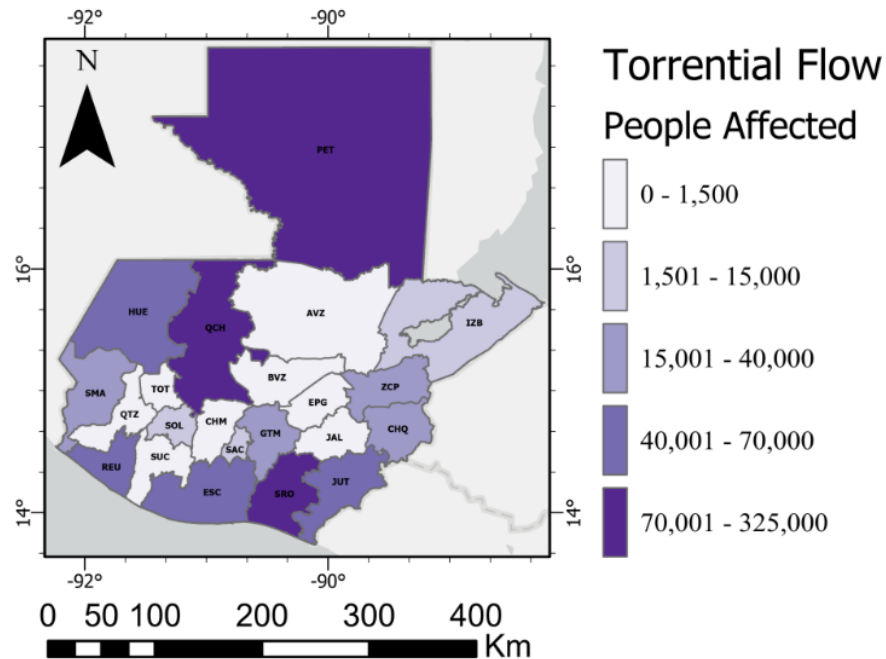 -92° -90°
N
PET
16° 16°
HUE
QCH
AVZ
IZB
SMA
TOT
BVZ
ZCP
QTZ
SOL
CHM
EPG
GTM
CHQ
SUC
SAC
JAL
REU
ESC
SRO
JUT
14° 14°
-92° -90°
0 50 100 200 300 400
Km
Torrential Flow
People Affected
0 - 1,500
1,501 - 15,000
15,001 - 40,000
40,001 - 70,000
70,001 - 325,000